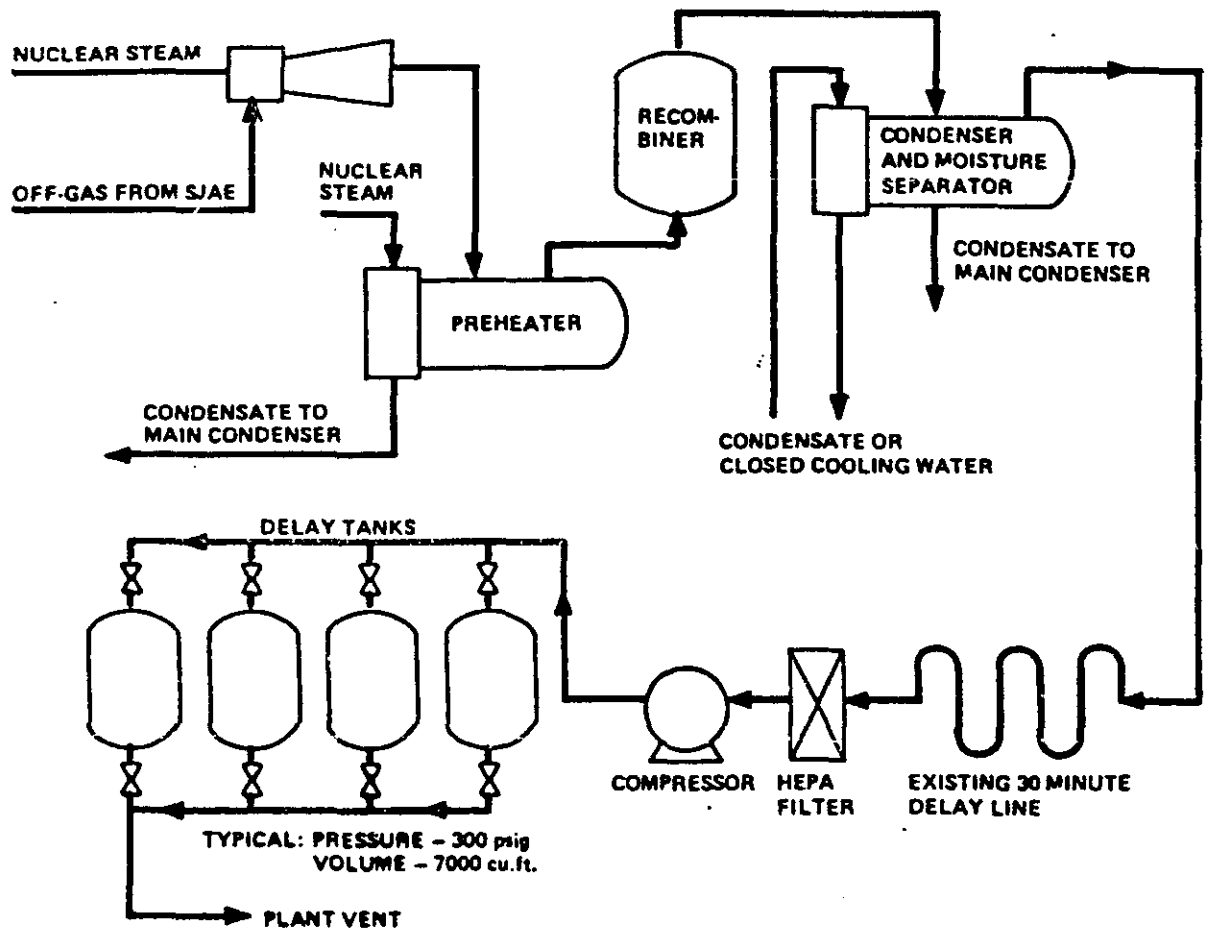 NUCLEAR STEAM
OFF-GAS FROM SJAE
NUCLEAR
STEAM
RECOM-
BINER
CONDENSER
AND MOISTURE
SEPARATOR
CONDENSATE TO
MAIN CONDENSER
PREHEATER
CONDENSATE TO
MAIN CONDENSER
CONDENSATE OR
CLOSED COOLING WATER
DELAY TANKS
COMPRESSOR
HEPA
FILTER
EXISTING 30 MINUTE
DELAY LINE
TYPICAL: PRESSURE – 300 psig
VOLUME – 7000 cu.ft.
PLANT VENT